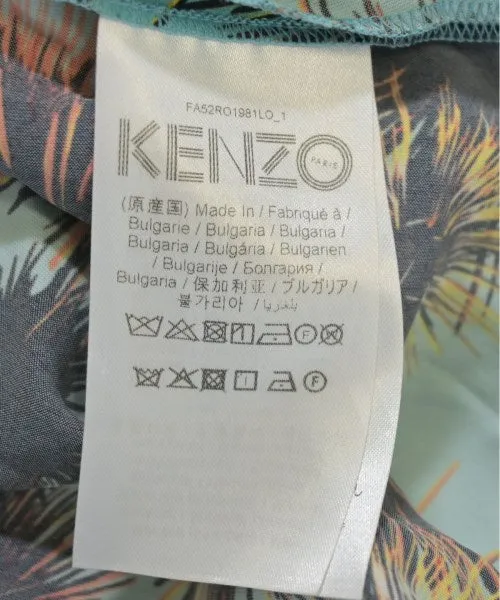 FA52RO1981LO_1
KENZO
PARIS
(原産国) Made In / Fabriqué à /
Bulgarie / Bulgaria / Bulgaria /
Bulgaria / Bulgária / Bulgarien
/ Bulgarije / Болгария /
Bulgaria / 保加利亚 / ブルガリア /
불가리아 / بلغاريا
F
F